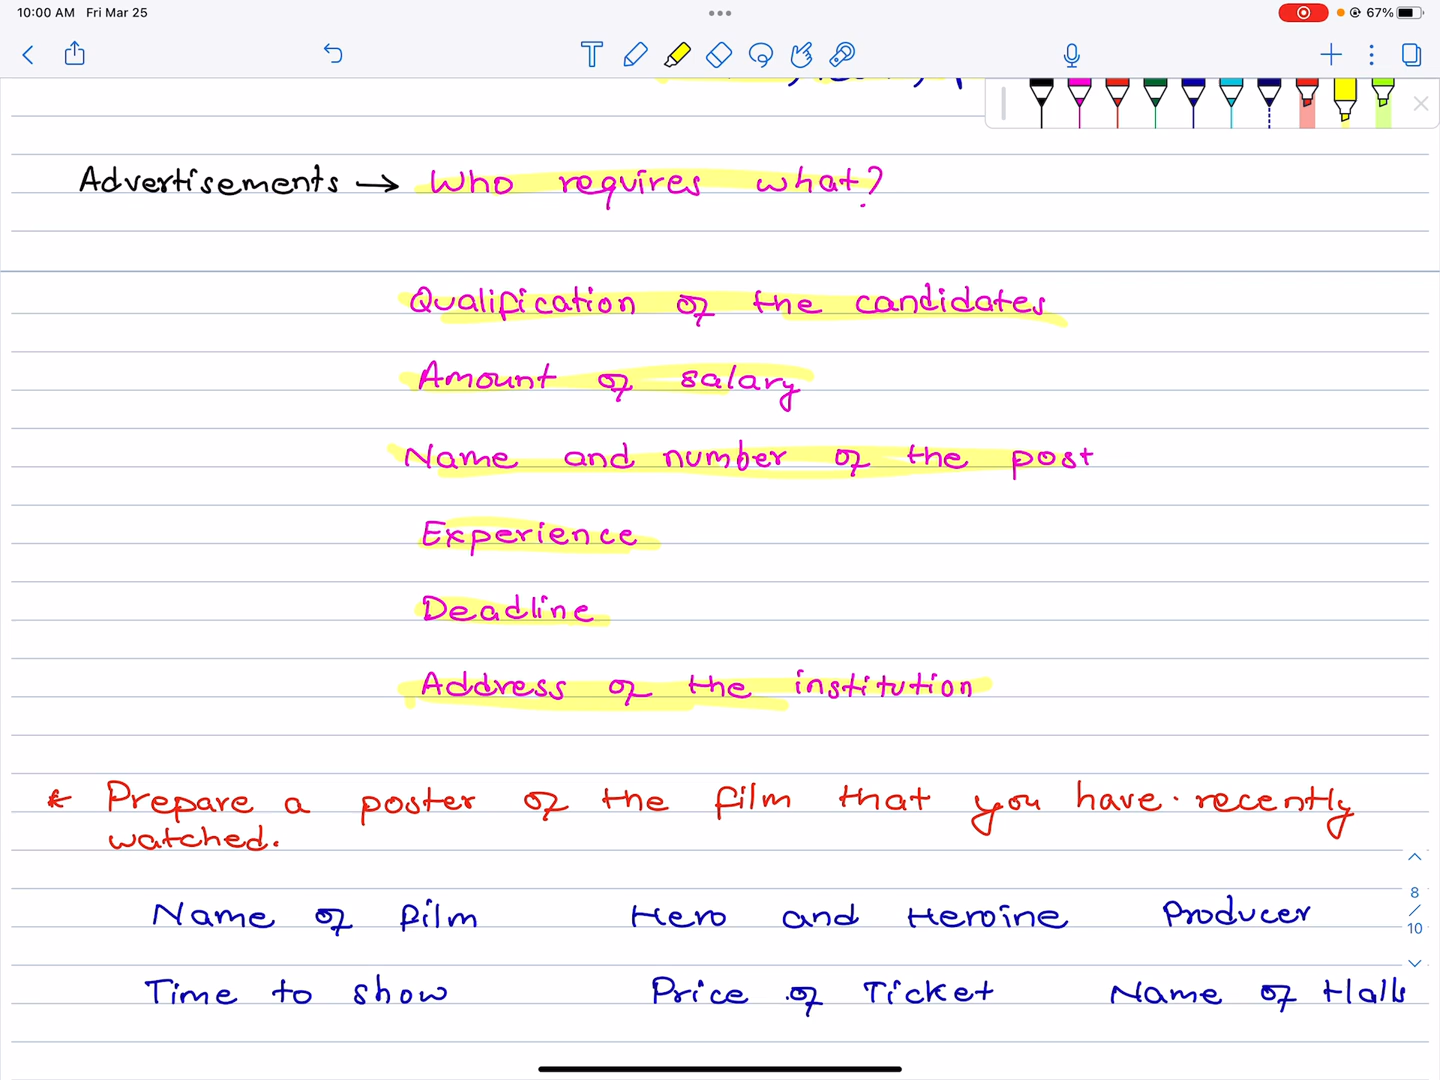 10:00 AM Fri Mar 25
67%
Advertisements → Who requires what?
Qualification of the candidates
Amount of salary
Name and number of the post
Experience
Deadline
Address of the institution
* Prepare a poster of the film that you have recently
watched.
Name of Film Hero and Heroine Producer
8
/
10
Time to show Price of Ticket Name of Halls